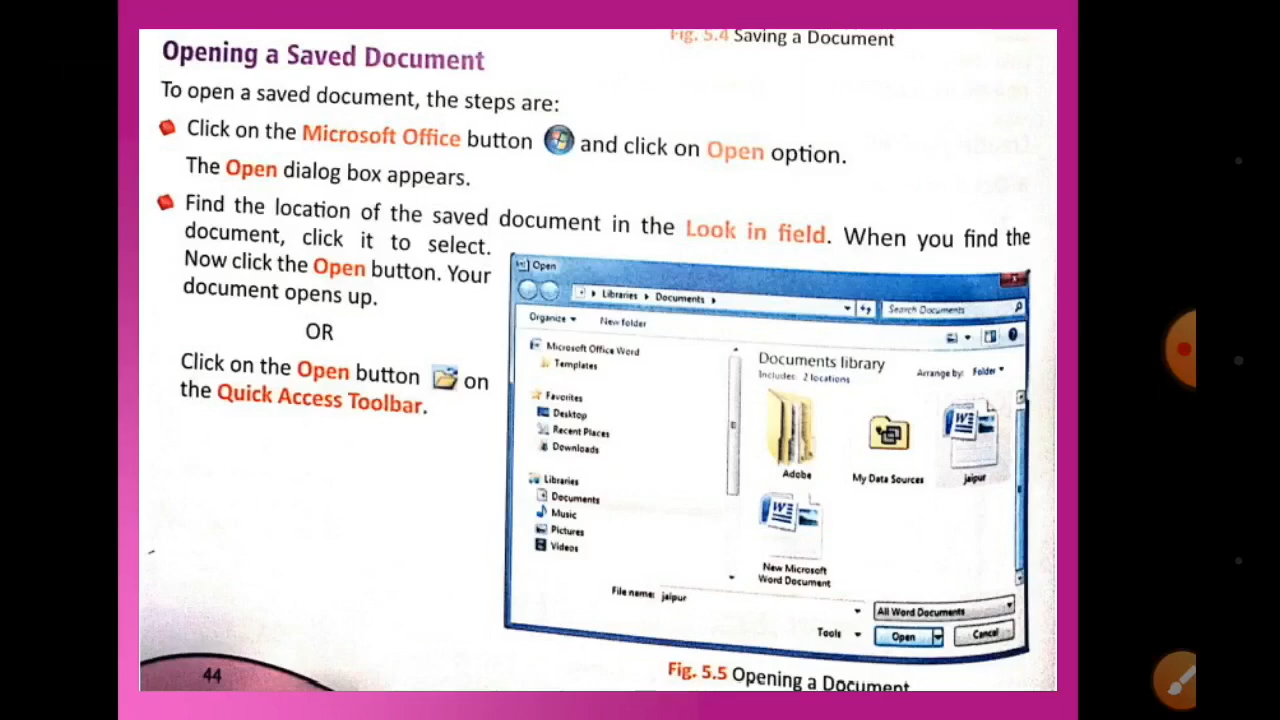 Fig. 5.4 Saving a Document
Opening a Saved Document
To open a saved document, the steps are:
Click on the Microsoft Office button and click on Open option.
The Open dialog box appears.
Find the location of the saved document in the Look in field. When you find the
document, click it to select.
Now click the Open button. Your
document opens up.
OR
Click on the Open button on
the Quick Access Toolbar.
Open
Libraries Documents
Search Documents
Organize
New folder
Microsoft Office Word
Templates
Favorites
Desktop
Recent Places
Downloads
Libraries
Documents
Music
Pictures
Videos
Documents library
Includes: 2 locations
Arrange by: Folder
Adobe
My Data Sources
jaipur
New Microsoft
Word Document
File name: jaipur
All Word Documents
Tools
Open
Cancel
Fig. 5.5 Opening a Document
44